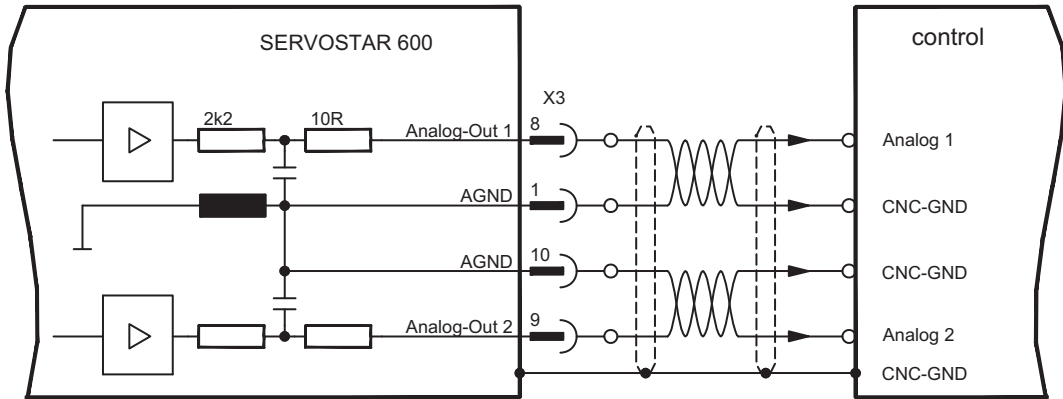 SERVOSTAR 600
control
X3
2k2
10R
Analog-Out 1
8
Analog 1
AGND
1
CNC-GND
AGND
10
CNC-GND
Analog-Out 2
9
Analog 2
CNC-GND